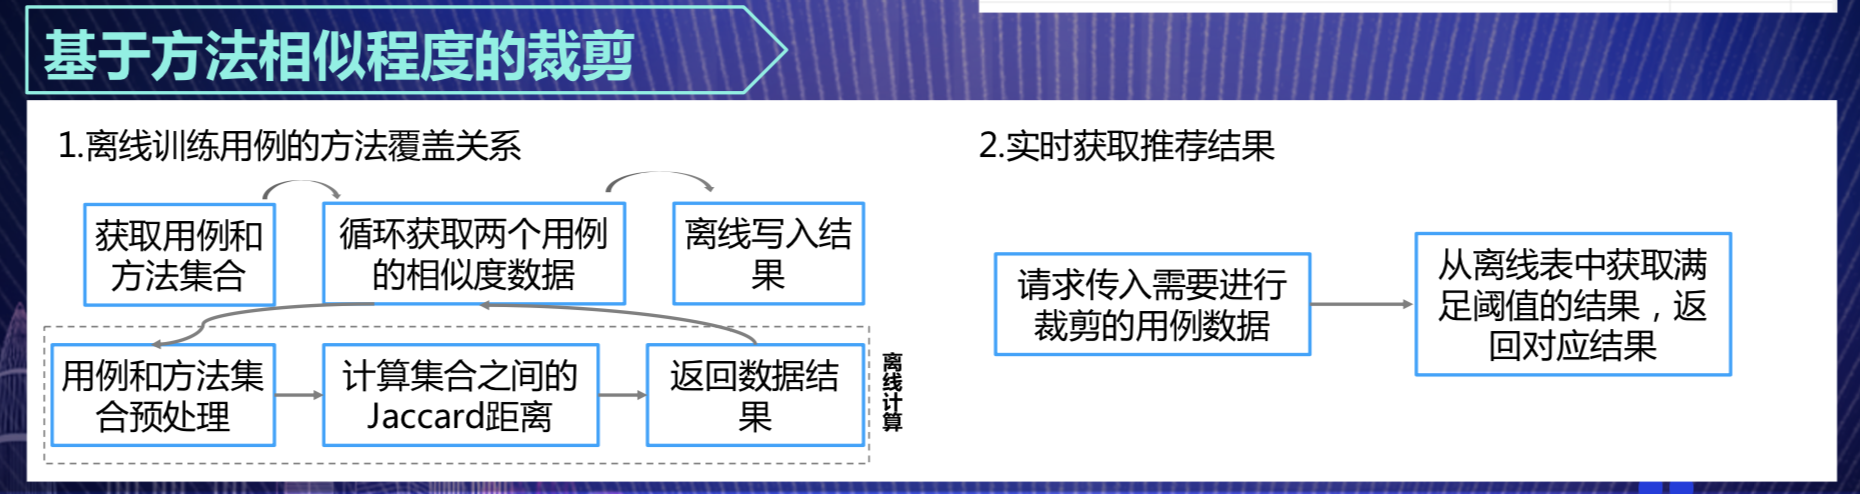 基于方法相似程度的裁剪
1.离线训练用例的方法覆盖关系
获取用例和
方法集合
循环获取两个用例
的相似度数据
离线写入结
果
用例和方法集
合预处理
计算集合之间的
Jaccard距离
返回数据结
果
离线计算
2.实时获取推荐结果
请求传入需要进行
裁剪的用例数据
从离线表中获取满
足阈值的结果，返
回对应结果